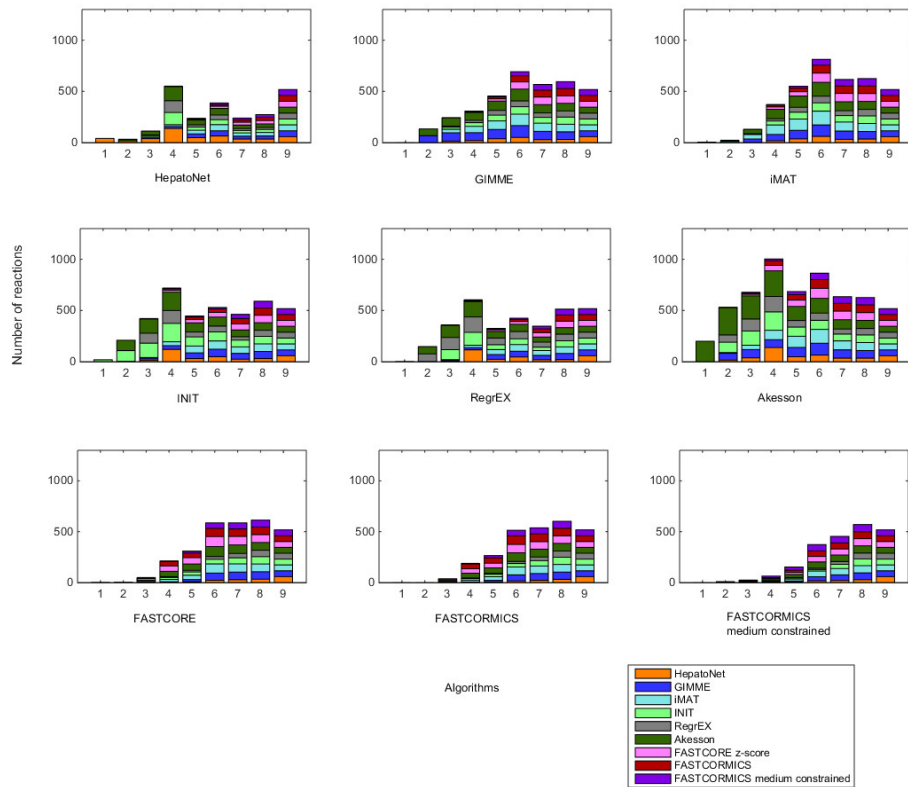 1000
500
0
1 2 3 4 5 6 7 8 9
HepatoNet
1000
500
0
1 2 3 4 5 6 7 8 9
GIMME
1000
500
0
1 2 3 4 5 6 7 8 9
iMAT
Number of reactions
1000
500
0
1 2 3 4 5 6 7 8 9
INIT
1000
500
0
1 2 3 4 5 6 7 8 9
RegrEX
1000
500
0
1 2 3 4 5 6 7 8 9
Akesson
1000
500
0
1 2 3 4 5 6 7 8 9
FASTCORE
1000
500
0
1 2 3 4 5 6 7 8 9
FASTCORMICS
1000
500
0
1 2 3 4 5 6 7 8 9
FASTCORMICS
medium constrained
Algorithms
HepatoNet
GIMME
iMAT
INIT
RegrEX
Akesson
FASTCORE z-score
FASTCORMICS
FASTCORMICS medium constrained